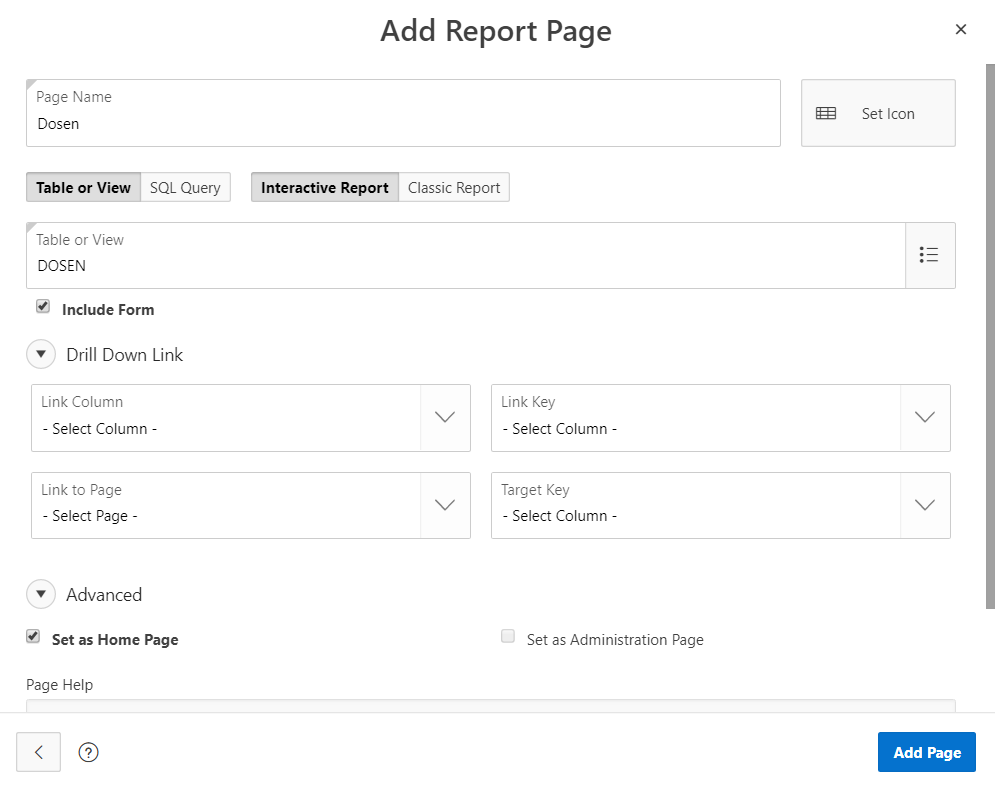 Add Report Page
Page Name
Dosen
Set Icon
Table or View SQL Query Interactive Report Classic Report
Table or View
DOSEN
Include Form
Drill Down Link
Link Column
- Select Column -
Link Key
- Select Column -
Link to Page
- Select Page -
Target Key
- Select Column -
Advanced
Set as Home Page
Set as Administration Page
Page Help
Add Page